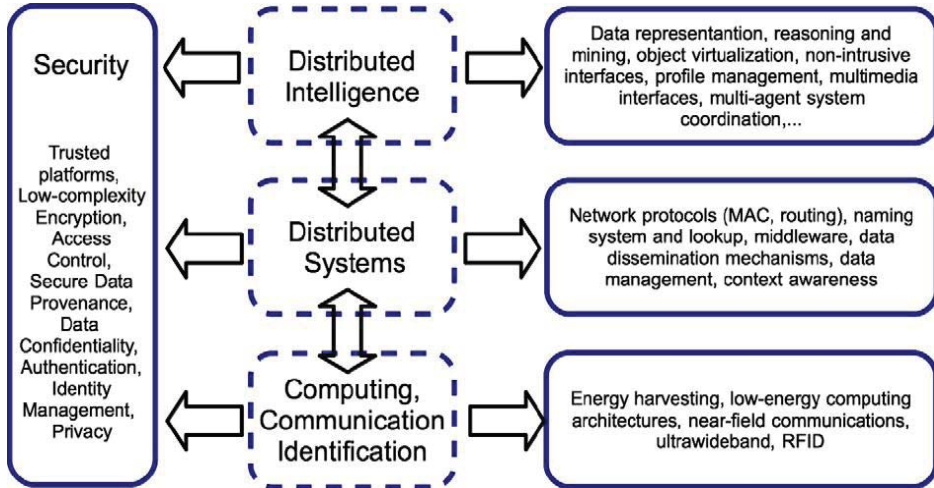 Security
Trusted
platforms,
Low-complexity
Encryption,
Access
Control,
Secure Data
Provenance,
Data
Confidentiality,
Authentication,
Identity
Management,
Privacy
Distributed
Intelligence
Data representantion, reasoning and
mining, object virtualization, non-intrusive
interfaces, profile management, multimedia
interfaces, multi-agent system
coordination,...
Distributed
Systems
Network protocols (MAC, routing), naming
system and lookup, middleware, data
dissemination mechanisms, data
management, context awareness
Computing,
Communication
Identification
Energy harvesting, low-energy computing
architectures, near-field communications,
ultrawideband, RFID